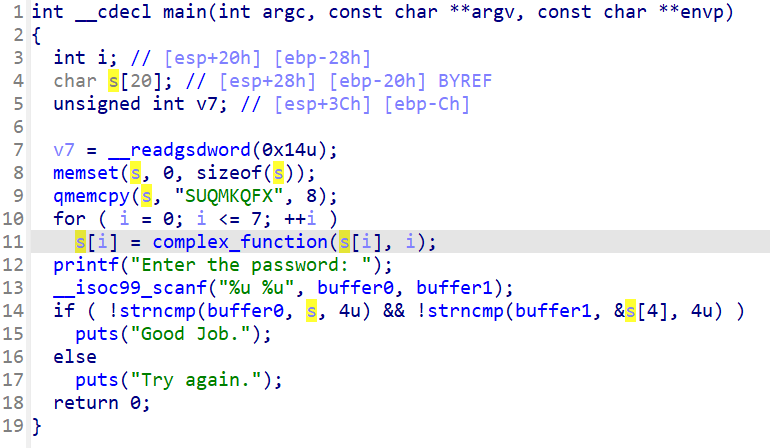 1 int __cdecl main(int argc, const char **argv, const char **envp)
2 {
3   int i; // [esp+20h] [ebp-28h]
4   char s[20]; // [esp+28h] [ebp-20h] BYREF
5   unsigned int v7; // [esp+3Ch] [ebp-Ch]
6
7   v7 = __readgsdword(0x14u);
8   memset(s, 0, sizeof(s));
9   qmemcpy(s, "SUQMKQFX", 8);
10   for ( i = 0; i <= 7; ++i )
11     s[i] = complex_function(s[i], i);
12   printf("Enter the password: ");
13   __isoc99_scanf("%u %u", buffer0, buffer1);
14   if ( !strncmp(buffer0, s, 4u) && !strncmp(buffer1, &s[4], 4u) )
15     puts("Good Job.");
16   else
17     puts("Try again.");
18   return 0;
19 }